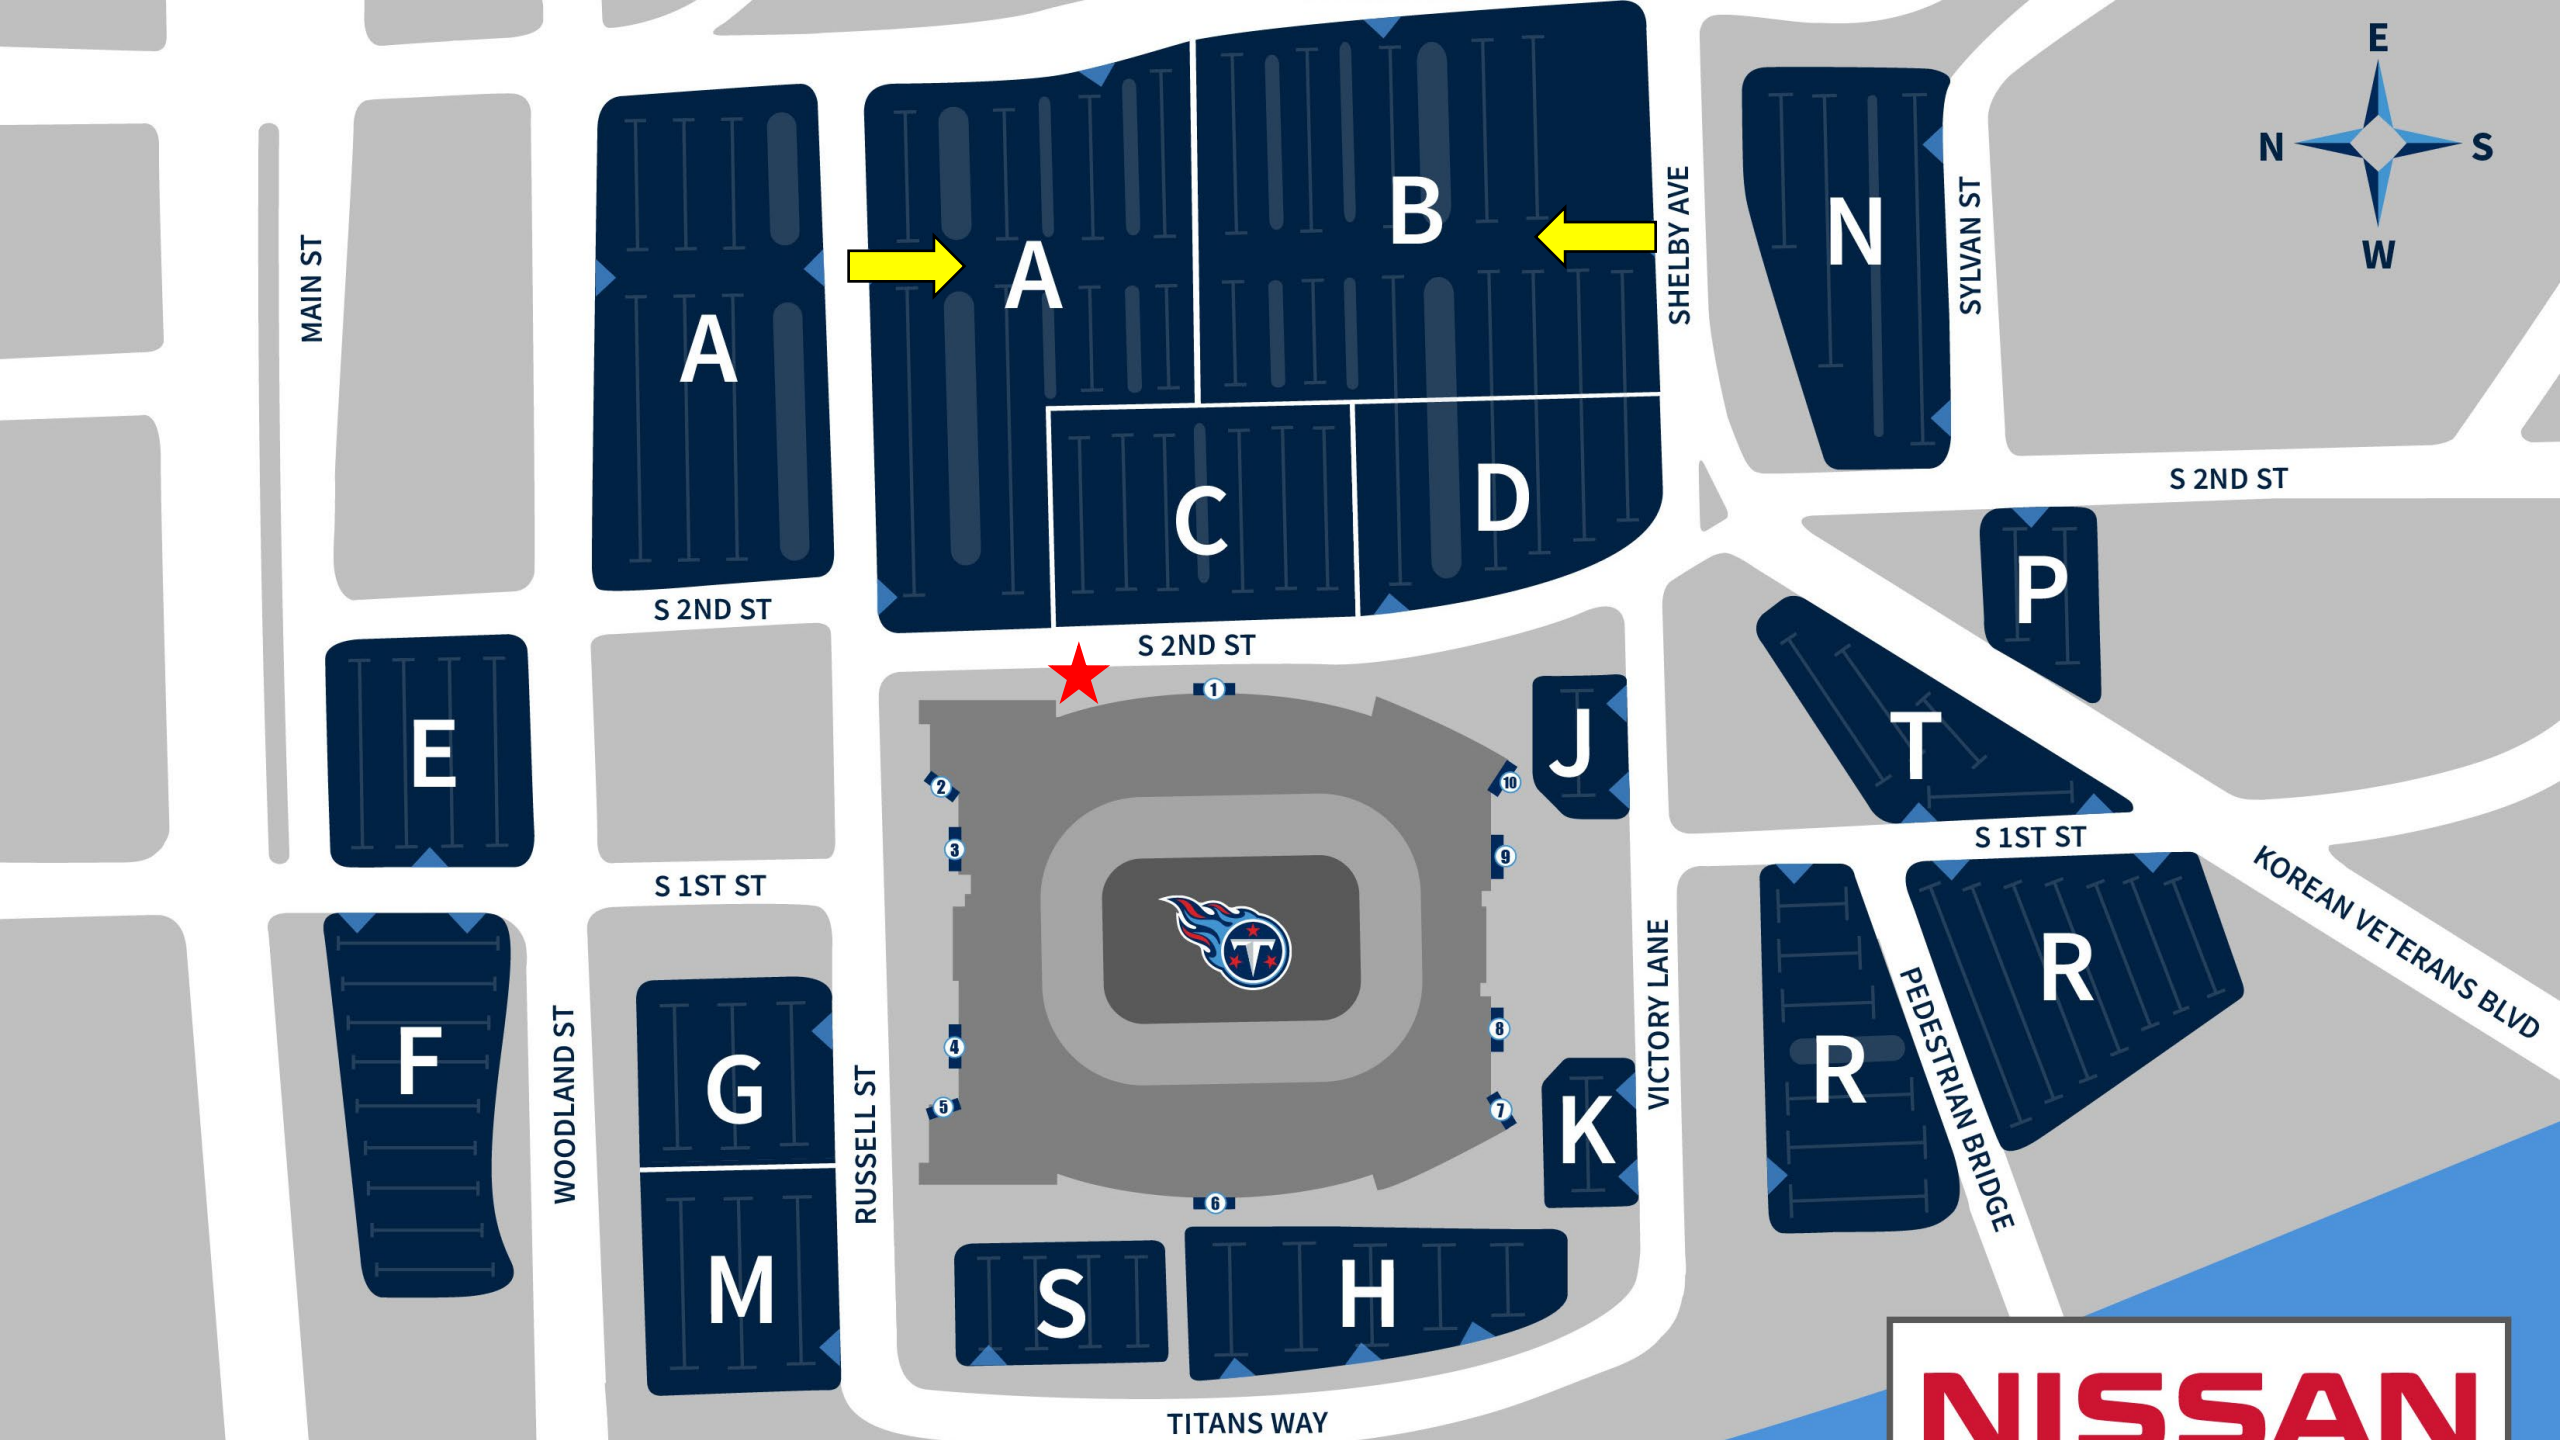 E
N
S
W
A
A
B
C
D
N
P
E
J
T
F
G
M
S
H
K
R
R
MAIN ST
SHELBY AVE
SYLVAN ST
S 2ND ST
S 2ND ST
S 2ND ST
S 1ST ST
S 1ST ST
WOODLAND ST
RUSSELL ST
VICTORY LANE
PEDESTRIAN BRIDGE
KOREAN VETERANS BLVD
TITANS WAY
1
2
3
4
5
6
7
8
9
10
T
NISSAN